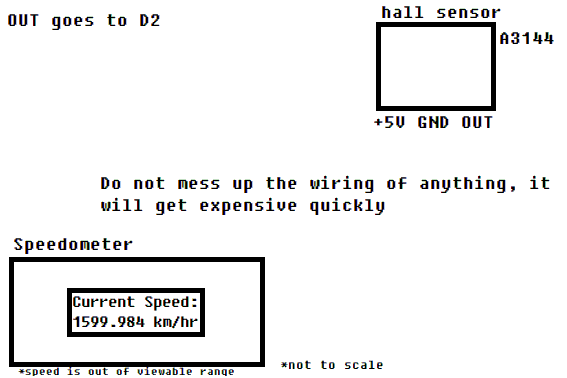 hall sensor
OUT goes to D2
A3144
+5V GND OUT
Do not mess up the wiring of anything, it
will get expensive quickly
Speedometer
Current Speed:
1599.984 km/hr
*speed is out of viewable range
*not to scale